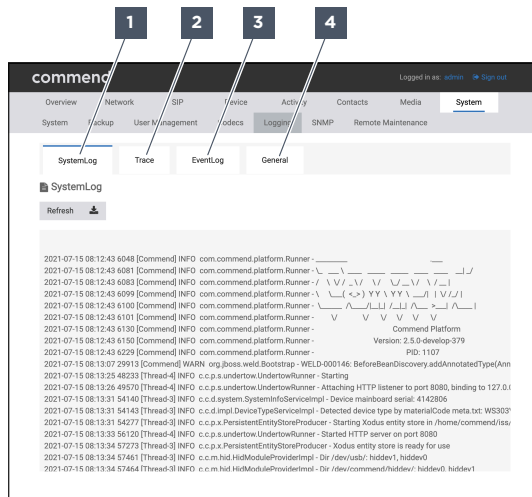 1 2 3 4
commend Logged in as: admin Sign out
Overview Network SIP Device Activity Contacts Media System
System Backup User Management Codecs Logging SNMP Remote Maintenance
SystemLog Trace EventLog General
SystemLog
Refresh
2021-07-15 08:12:43 6048 [Commend] INFO com.commend.platform.Runner -
2021-07-15 08:12:43 6081 [Commend] INFO com.commend.platform.Runner -
2021-07-15 08:12:43 6083 [Commend] INFO com.commend.platform.Runner -
2021-07-15 08:12:43 6099 [Commend] INFO com.commend.platform.Runner -
2021-07-15 08:12:43 6100 [Commend] INFO com.commend.platform.Runner -
2021-07-15 08:12:43 6101 [Commend] INFO com.commend.platform.Runner -
2021-07-15 08:12:43 6130 [Commend] INFO com.commend.platform.Runner - Commend Platform
2021-07-15 08:12:43 6150 [Commend] INFO com.commend.platform.Runner - Version: 2.5.0-develop-379
2021-07-15 08:12:43 6229 [Commend] INFO com.commend.platform.Runner - PID: 1107
2021-07-15 08:13:07 29913 [Commend] WARN org.jboss.weld.Bootstrap - WELD-000146: BeforeBeanDiscovery.addAnnotatedType(Ann
2021-07-15 08:13:25 48233 [Thread-4] INFO c.c.p.s.undertow.UndertowRunner - Starting
2021-07-15 08:13:26 49570 [Thread-4] INFO c.c.p.s.undertow.UndertowRunner - Attaching HTTP listener to port 8080, binding to 127.0.0
2021-07-15 08:13:31 54140 [Thread-3] INFO c.c.d.system.SystemInfoServiceImpl - Device mainboard serial: 4142806
2021-07-15 08:13:31 54143 [Thread-3] INFO c.c.d.impl.DeviceTypeServiceImpl - Detected device type by materialCode meta.txt: WS303V
2021-07-15 08:13:31 54277 [Thread-3] INFO c.c.p.x.PersistentEntityStoreProducer - Starting Xodus entity store in /home/commend/iss/
2021-07-15 08:13:33 56120 [Thread-4] INFO c.c.p.s.undertow.UndertowRunner - Started HTTP server on port 8080
2021-07-15 08:13:34 57273 [Thread-3] INFO c.c.p.x.PersistentEntityStoreProducer - Xodus entity store is ready for use
2021-07-15 08:13:34 57461 [Thread-3] INFO c.c.m.hid.HidModuleProviderImpl - Dir /dev/usb/: hiddev1, hiddev0
2021-07-15 08:13:34 57464 [Thread-3] INFO c.c.m.hid.HidModuleProviderImpl - Dir /dev/commend/hiddev/: hiddev0, hiddev1